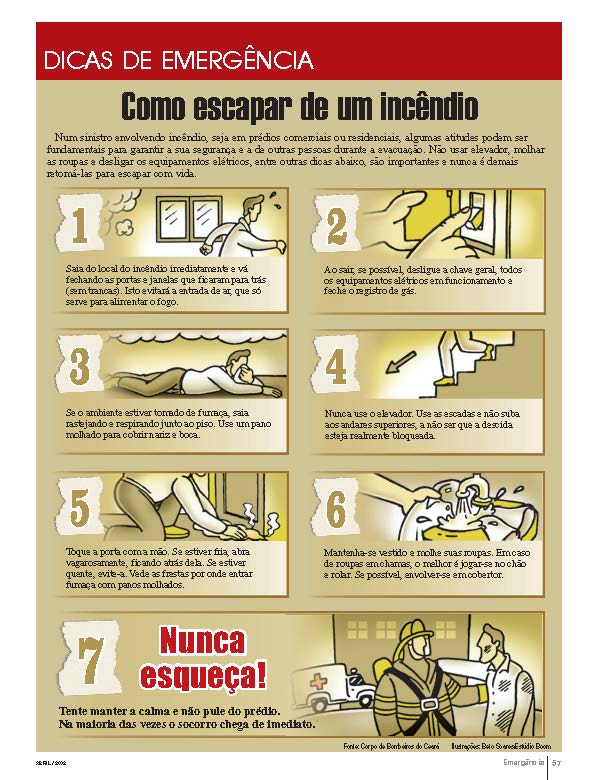 DICAS DE EMERGÊNCIA
Como escapar de um incêndio
Num sinistro envolvendo incêndio, seja em prédios comerciais ou residenciais, algumas atitudes podem ser
fundamentais para garantir a sua segurança e a de outras pessoas durante a evacuação. Não usar elevador, molhar
as roupas e desligar os equipamentos elétricos, entre outras dicas abaixo, são importantes e nunca é demais
retomá-las para escapar com vida.
1
Saia do local do incêndio imediatamente e vá
fechando as portas e janelas que ficaram para trás
(sem trancas). Isto evitará a entrada de ar, que só
serve para alimentar o fogo.
2
Ao sair, se possível, desligue a chave geral, todos
os equipamentos elétricos em funcionamento e
feche o registro de gás.
3
Se o ambiente estiver tomado de fumaça, saia
rastejando e respirando junto ao piso. Use um pano
molhado para cobrir nariz e boca.
4
Nunca use o elevador. Use as escadas e não suba
aos andares superiores, a não ser que a descida
esteja realmente bloqueada.
5
Toque a porta com a mão. Se estiver fria, abra
vagarosamente, ficando atrás dela. Se estiver
quente, evite-a. Vede as frestas por onde entrar
fumaça com panos molhados.
6
Mantenha-se vestido e molhe suas roupas. Em caso
de roupas em chamas, o melhor é jogar-se no chão
e rolar. Se possível, envolver-se em cobertor.
7
Nunca
esqueça!
Tente manter a calma e não pule do prédio.
Na maioria das vezes o socorro chega de imediato.
Fonte: Corpo de Bombeiros do Ceará Ilustrações: Beto Soares/Estúdio Boom
Emergência 57